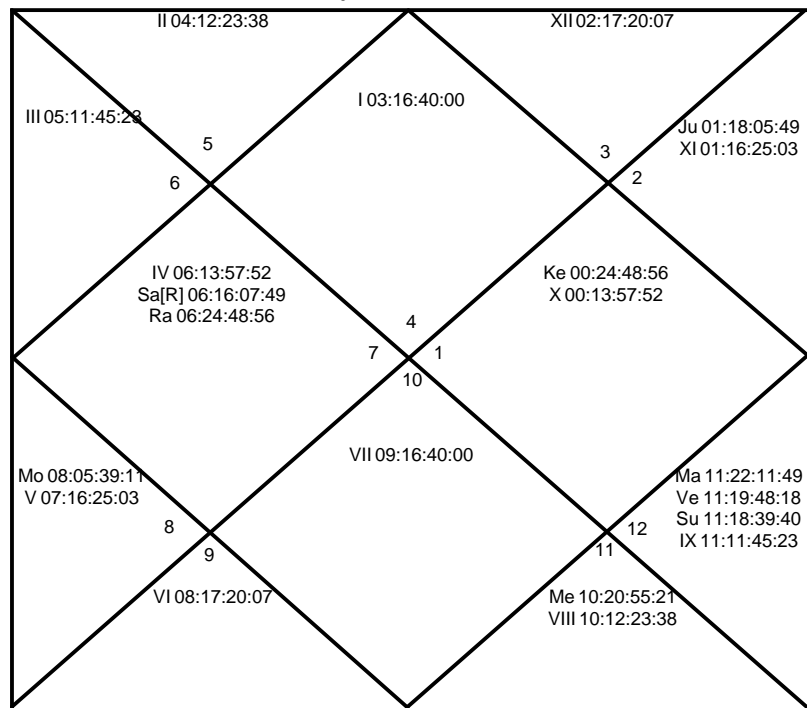 II 04:12:23:38
XII 02:17:20:07
I 03:16:40:00
III 05:11:45:23
Ju 01:18:05:49
XI 01:16:25:03
5
3
6
2
IV 06:13:57:52
Sa[R] 06:16:07:49
Ra 06:24:48:56
Ke 00:24:48:56
X 00:13:57:52
4
7
1
10
VII 09:16:40:00
Mo 08:05:39:11
V 07:16:25:03
Ma 11:22:11:49
Ve 11:19:48:18
Su 11:18:39:40
IX 11:11:45:23
8
12
9
11
VI 08:17:20:07
Me 10:20:55:21
VIII 10:12:23:38